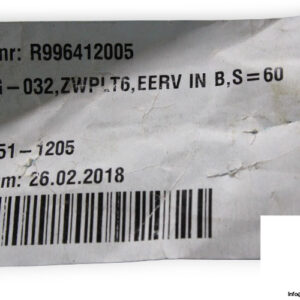 nr: R996412005
-032,ZWPLT6,EERV IN B,S=60
51-1205
m: 26.02.2018